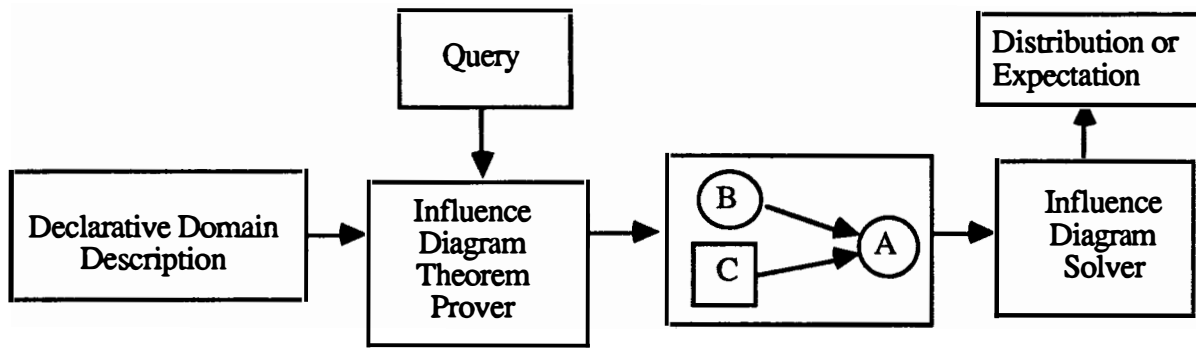 Query
Distribution or
Expectation
Declarative Domain
Description
Influence
Diagram
Theorem
Prover
B
C
A
Influence
Diagram
Solver